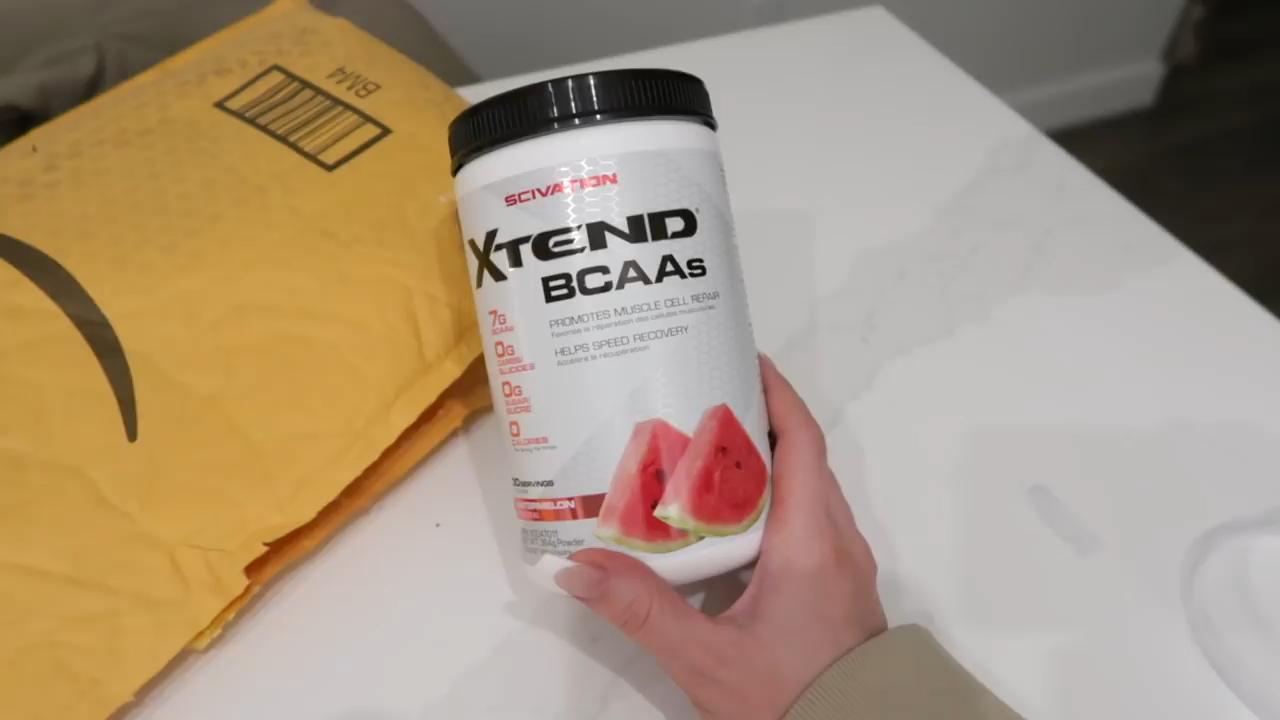 BM4
SCIVATION
XTEND
BCAAs
PROMOTES MUSCLE CELL REPAIR
Favorise la réparation des cellules musculaires
HELPS SPEED RECOVERY
Accélère la récupération
7G
BCAAs
0G
CARBS/
GLUCIDES
0G
SUGAR/
SUCRE
0
CALORIES
30 SERVINGS
WATERMELON
384g Powder